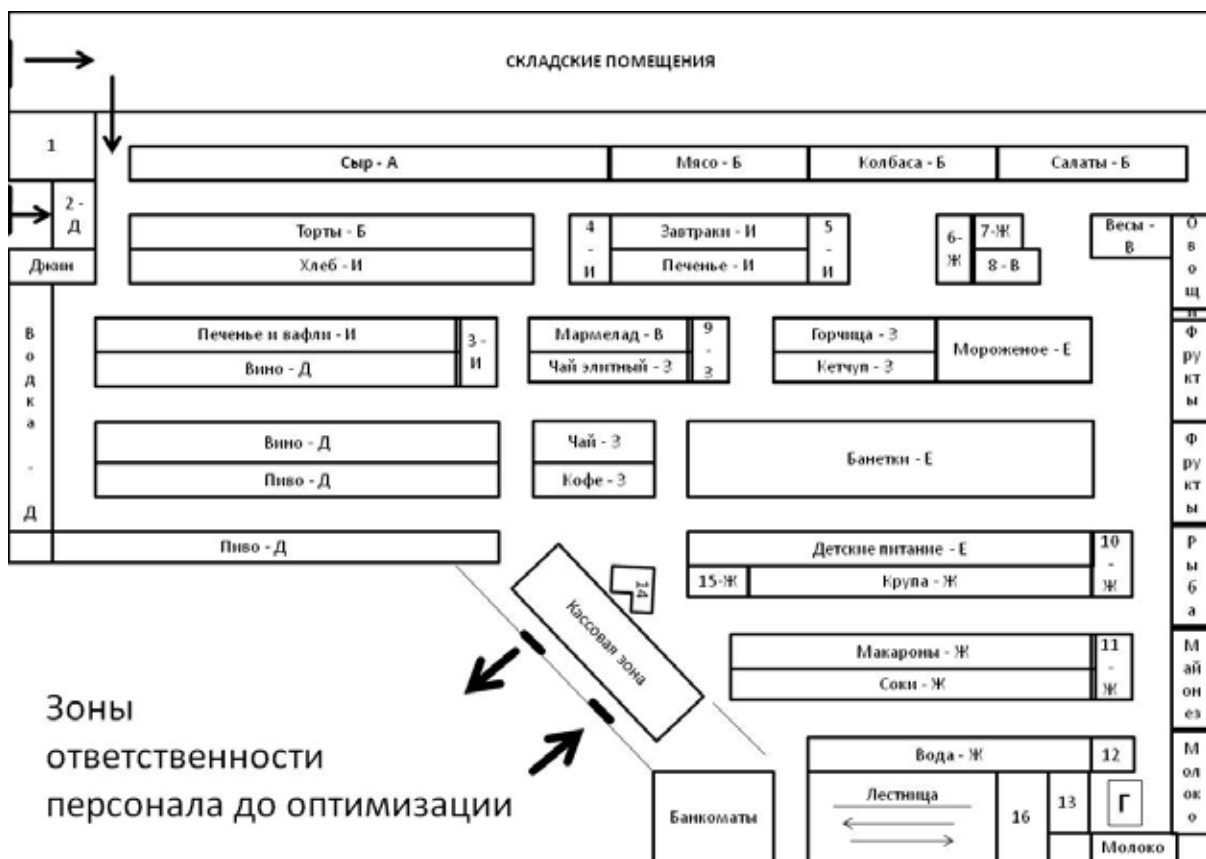 СКЛАДСКИЕ ПОМЕЩЕНИЯ
1
Сыр - А
Мясо - Б
Колбаса - Б
Салаты - Б
2 - Д
Джин
Торты - Б
Хлеб - И
4 - И
Завтраки - И
Печенье - И
5 - И
6- Ж
7-Ж
8 - В
Весы - В
Овощи
Водка - Д
Печенье и вафли - И
Вино - Д
3 - И
Мармелад - В
Чай элитный - З
9 - З
Горчица - З
Кетчуп - З
Мороженое - Е
Фрукты
Вино - Д
Пиво - Д
Чай - З
Кофе - З
Банетки - Е
Фрукты
Пиво - Д
Детские питание - Е
15-Ж
Крупа - Ж
10 - Ж
Рыба
14
Кассовая зона
Макароны - Ж
Соки - Ж
11 - Ж
Майонез
Зоны
ответственности
персонала до оптимизации
Вода - Ж
12
Молоко
Банкоматы
Лестница
16
13
Г
Молоко